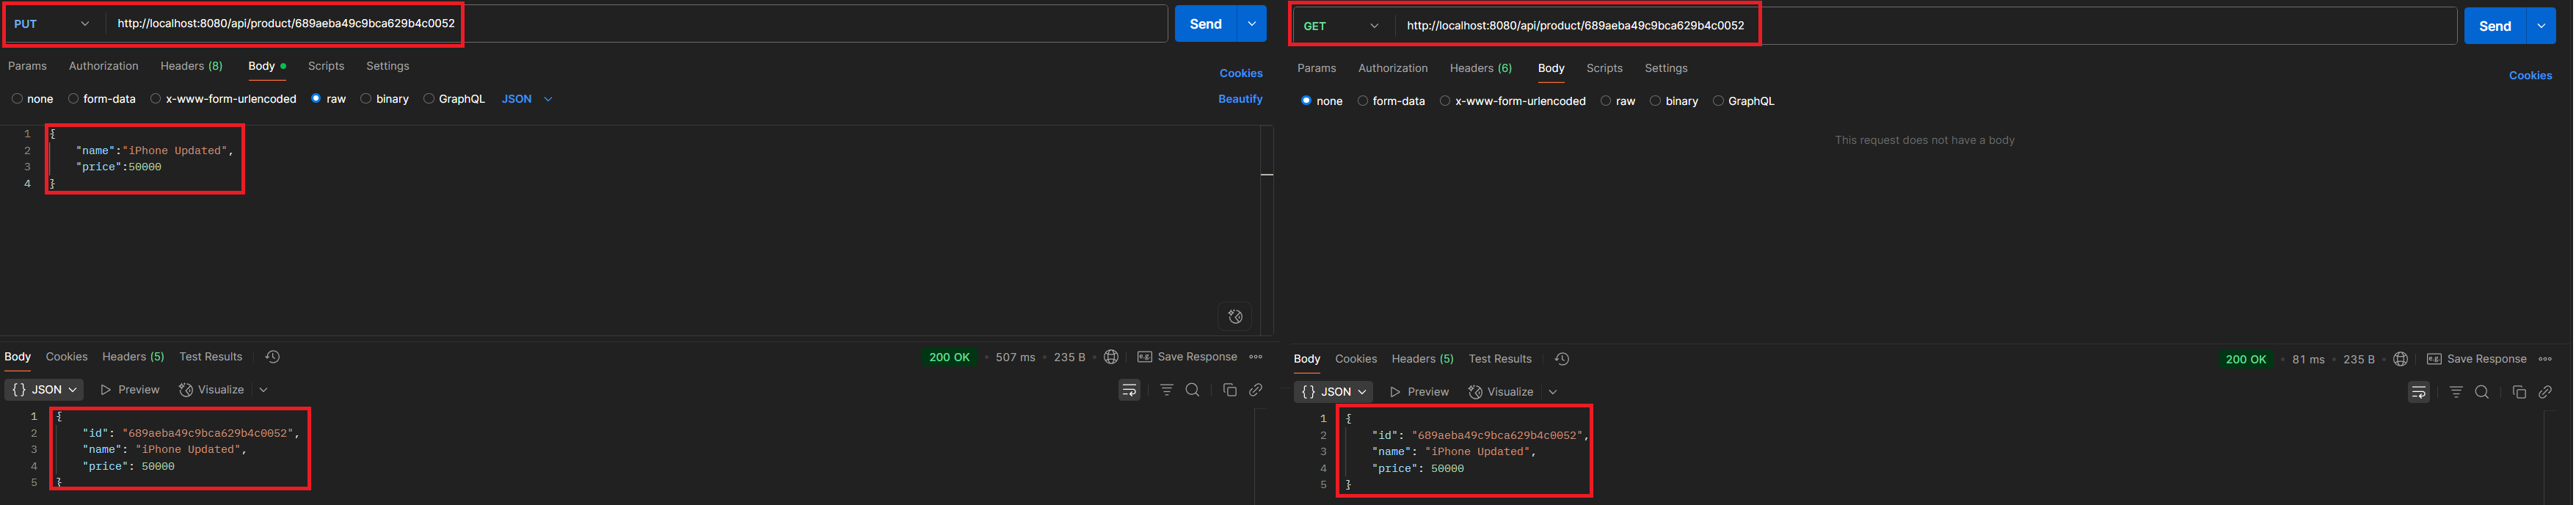 PUT http://localhost:8080/api/product/689aeba49c9bca629b4c0052 Send
Params Authorization Headers (8) Body Scripts Settings Cookies
none form-data x-www-form-urlencoded raw binary GraphQL JSON Beautify
1 {
2 "name":"iPhone Updated",
3 "price":50000
4 }
Body Cookies Headers (5) Test Results 200 OK 507 ms 235 B e.g. Save Response
{} JSON Preview Visualize
1 {
2 "id": "689aeba49c9bca629b4c0052",
3 "name": "iPhone Updated",
4 "price": 50000
5 }
GET http://localhost:8080/api/product/689aeba49c9bca629b4c0052 Send
Params Authorization Headers (6) Body Scripts Settings Cookies
none form-data x-www-form-urlencoded raw binary GraphQL
This request does not have a body
Body Cookies Headers (5) Test Results 200 OK 81 ms 235 B e.g. Save Response
{} JSON Preview Visualize
1 {
2 "id": "689aeba49c9bca629b4c0052",
3 "name": "iPhone Updated",
4 "price": 50000
5 }